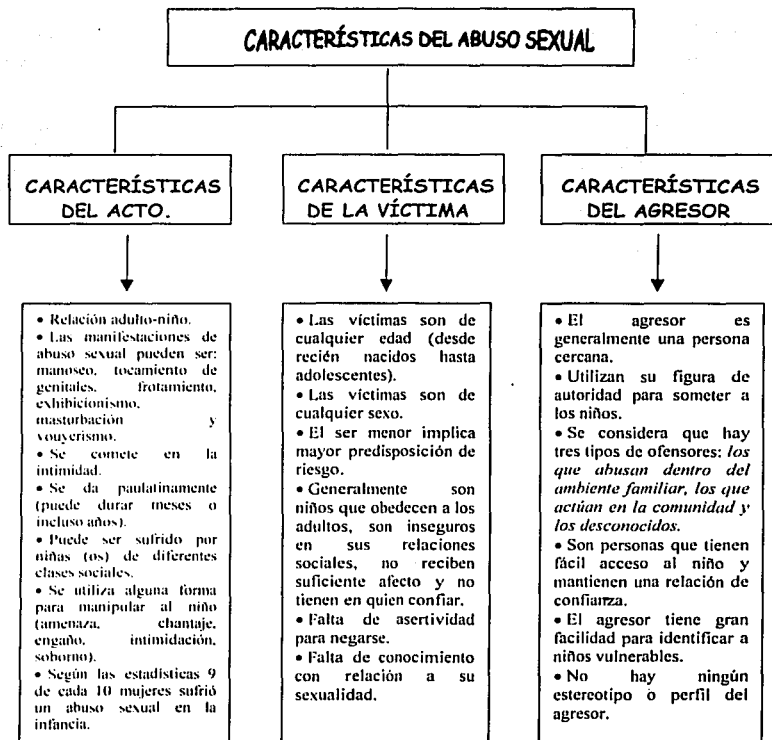 CARACTERÍSTICAS DEL ABUSO SEXUAL
CARACTERÍSTICAS
DEL ACTO.
CARACTERÍSTICAS
DE LA VÍCTIMA
CARACTERÍSTICAS
DEL AGRESOR
• Relación adulto-niño.
• Las manifestaciones de
abuso sexual pueden ser:
manoseo, tocamiento de
genitales, frotamiento,
exhibicionismo,
masturbación y
vouyerismo.
• Se comete en la
intimidad.
• Se da paulatinamente
(puede durar meses o
incluso años).
• Puede ser sufrido por
niñas (os) de diferentes
clases sociales.
• Se utiliza alguna forma
para manipular al niño
(amenaza, chantaje,
engaño, intimidación,
soborno).
• Según las estadísticas 9
de cada 10 mujeres sufrió
un abuso sexual en la
infancia.
• Las víctimas son de
cualquier edad (desde
recién nacidos hasta
adolescentes).
• Las víctimas son de
cualquier sexo.
• El ser menor implica
mayor predisposición de
riesgo.
• Generalmente son
niños que obedecen a los
adultos, son inseguros
en sus relaciones
sociales, no reciben
suficiente afecto y no
tienen en quien confiar.
• Falta de asertividad
para negarse.
• Falta de conocimiento
con relación a su
sexualidad.
• El agresor es
generalmente una persona
cercana.
• Utilizan su figura de
autoridad para someter a
los niños.
• Se considera que hay
tres tipos de ofensores: los
que abusan dentro del
ambiente familiar, los que
actúan en la comunidad y
los desconocidos.
• Son personas que tienen
fácil acceso al niño y
mantienen una relación de
confianza.
• El agresor tiene gran
facilidad para identificar a
niños vulnerables.
• No hay ningún
estereotipo o perfil del
agresor.